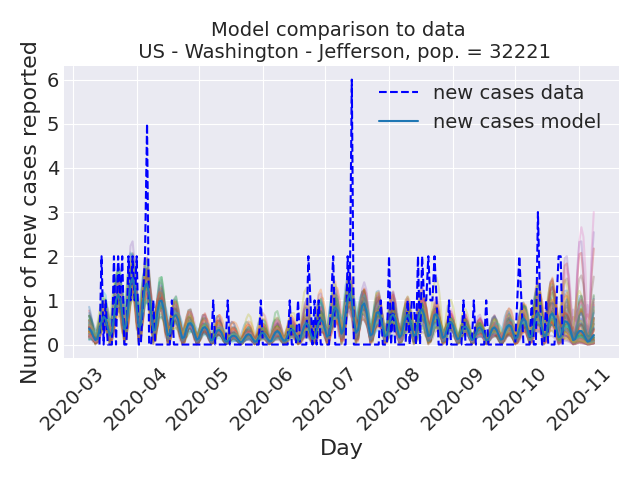 Model comparison to data
US - Washington - Jefferson, pop. = 32221
Number of new cases reported
6
5
4
3
2
1
0
new cases data
new cases model
2020-03
2020-04
2020-05
2020-06
2020-07
2020-08
2020-09
2020-10
2020-11
Day